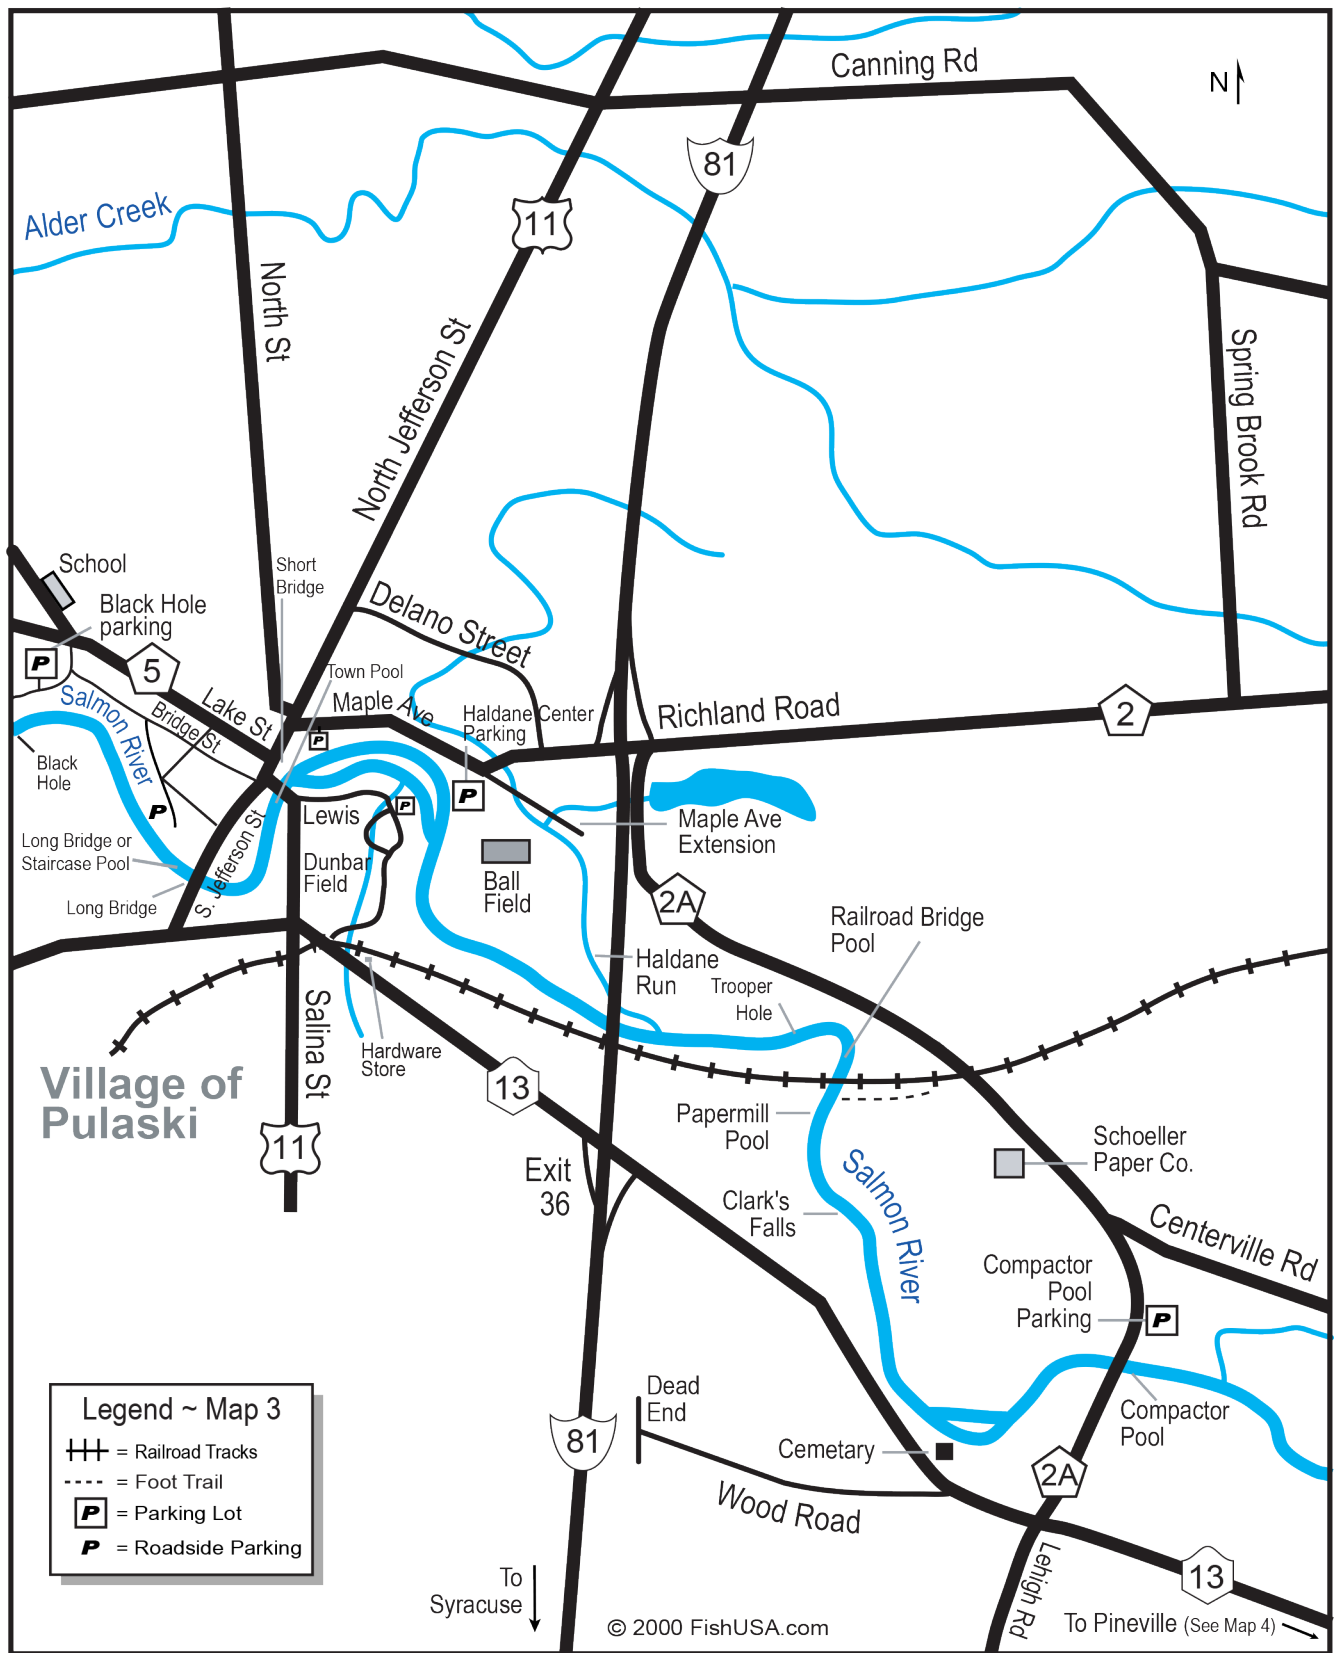 Canning Rd
N
81
11
Alder Creek
North St
North Jefferson St
Spring Brook Rd
School
Short
Bridge
Black Hole
parking
P
5
Delano Street
Town Pool
Salmon River
Bridge St
Lake St
Maple Ave
Haldane Center
Parking
Richland Road
2
P
P
P
Black
Hole
P
Lewis
Maple Ave
Extension
Long Bridge or
Staircase Pool
Long Bridge
S. Jefferson St
Dunbar
Field
Ball
Field
2A
Railroad Bridge
Pool
Haldane
Run
Trooper
Hole
Salina St
Hardware
Store
Village of
Pulaski
13
11
Papermill
Pool
Schoeller
Paper Co.
Exit
36
Clark's
Falls
Salmon River
Centerville Rd
Compactor
Pool
Parking
P
Dead
End
Compactor
Pool
81
Cemetary
2A
Wood Road
Legend ~ Map 3
= Railroad Tracks
= Foot Trail
P = Parking Lot
P = Roadside Parking
To
Syracuse
Lehigh Rd
13
© 2000 FishUSA.com
To Pineville (See Map 4)